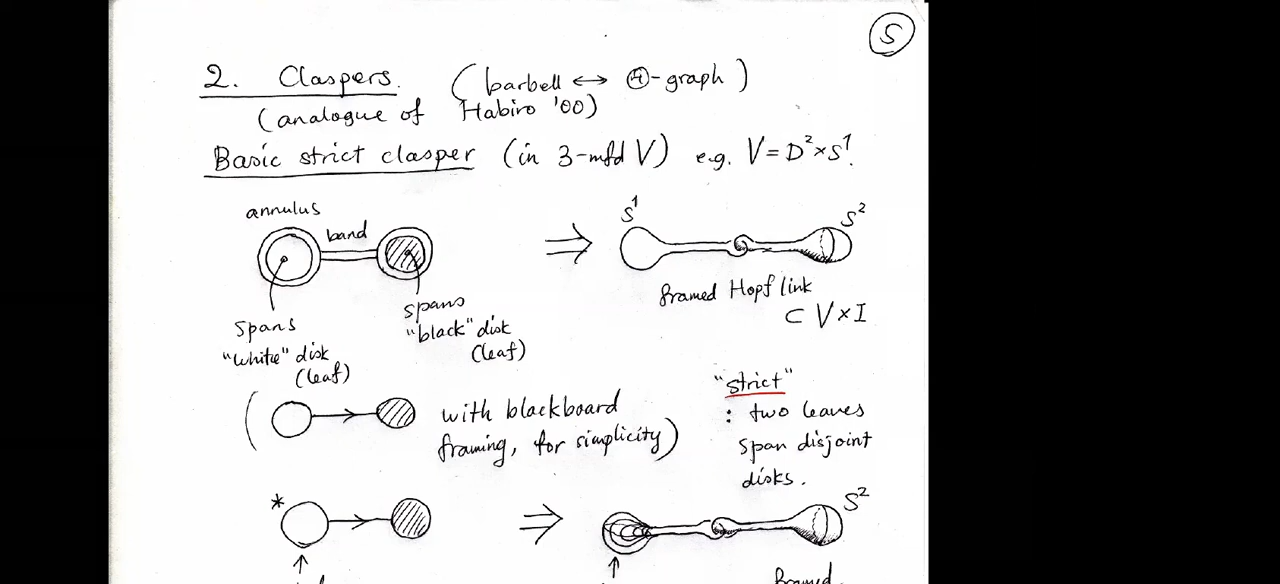 5
2. Claspers. (barbell ↔ Θ-graph)
(analogue of Habiro '00)
Basic strict clasper (in 3-mfd V) e.g. V = D²×S¹.
annulus
band
S¹
S²
spans "white" disk (leaf)
spans "black" disk (leaf)
framed Hopf link
⊂ V×I
( with blackboard
framing, for simplicity)
"strict"
: two leaves
span disjoint
disks.
*
S²